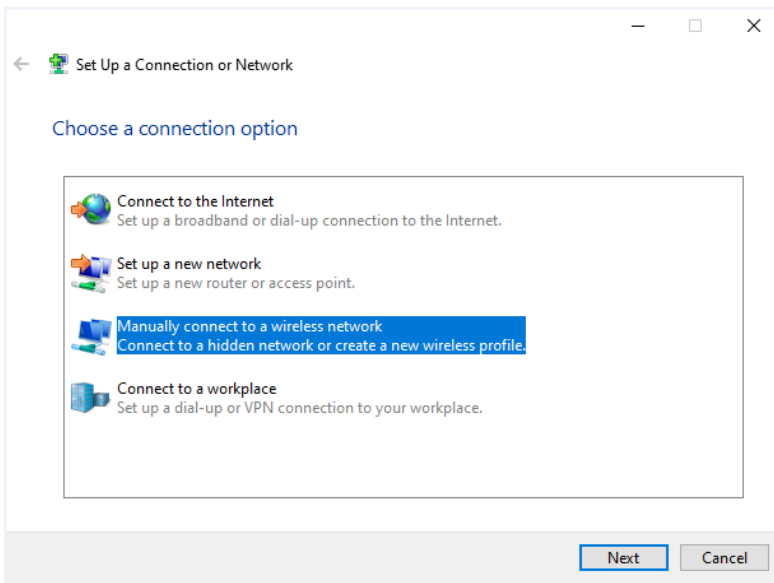 Set Up a Connection or Network
Choose a connection option
Connect to the Internet
Set up a broadband or dial-up connection to the Internet.
Set up a new network
Set up a new router or access point.
Manually connect to a wireless network
Connect to a hidden network or create a new wireless profile.
Connect to a workplace
Set up a dial-up or VPN connection to your workplace.
Next Cancel